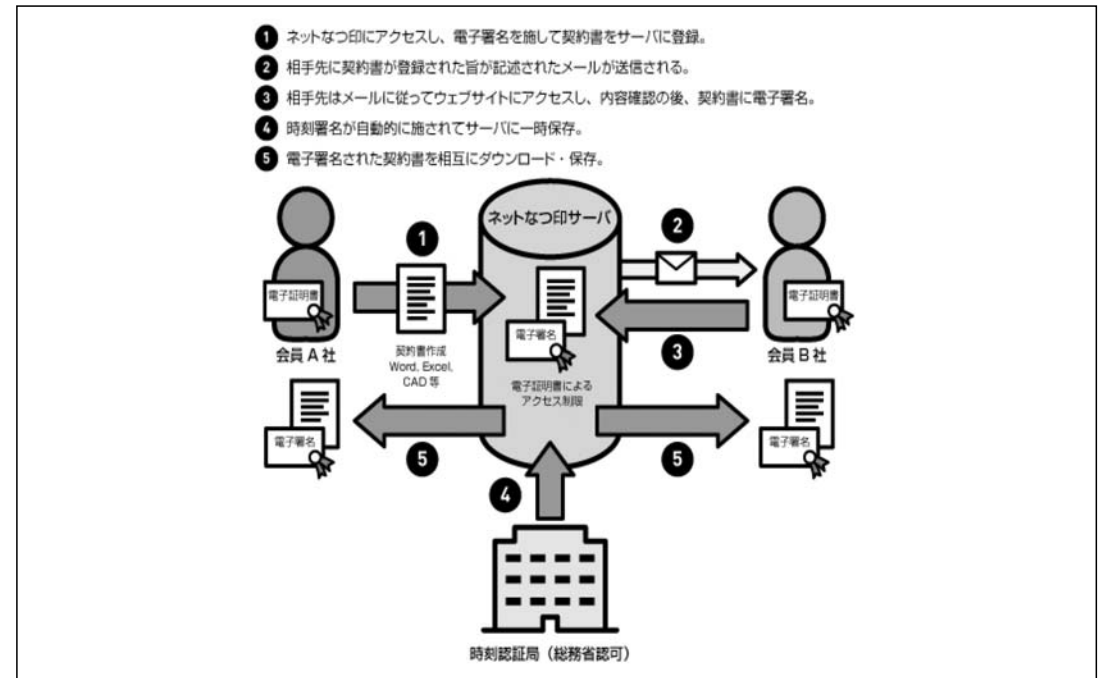 1 ネットなつ印にアクセスし、電子署名を施して契約書をサーバに登録。
2 相手先に契約書が登録された旨が記述されたメールが送信される。
3 相手先はメールに従ってウェブサイトにアクセスし、内容確認の後、契約書に電子署名。
4 時刻署名が自動的に施されてサーバに一時保存。
5 電子署名された契約書を相互にダウンロード・保存。
ネットなつ印サーバ
1
2
電子証明書
電子証明書
電子署名
3
会員 A 社
契約書作成
Word, Excel,
CAD 等
電子証明書による
アクセス制限
会員 B 社
電子署名
電子署名
5
5
4
時刻認証局（総務省認可）